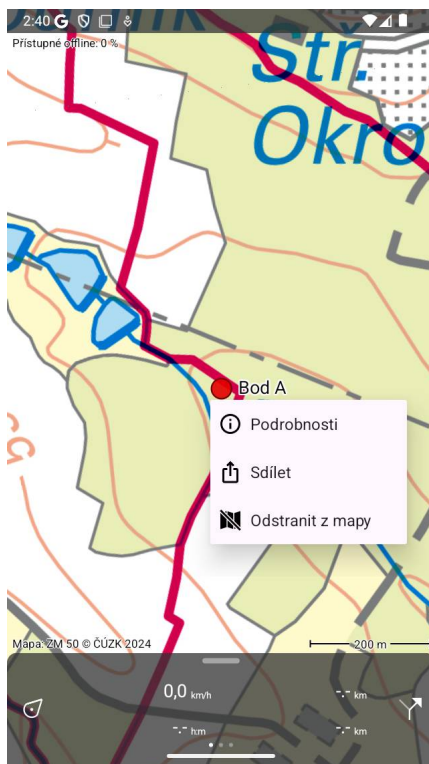 2:40 G
Přístupné offline: 0 %
Str.
Okro
Bod A
Podrobnosti
Sdílet
Odstranit z mapy
Mapa: ZM 50 © ČÚZK 2024
200 m
0,0 km/h
-.- km
-.- h:m
-.- km